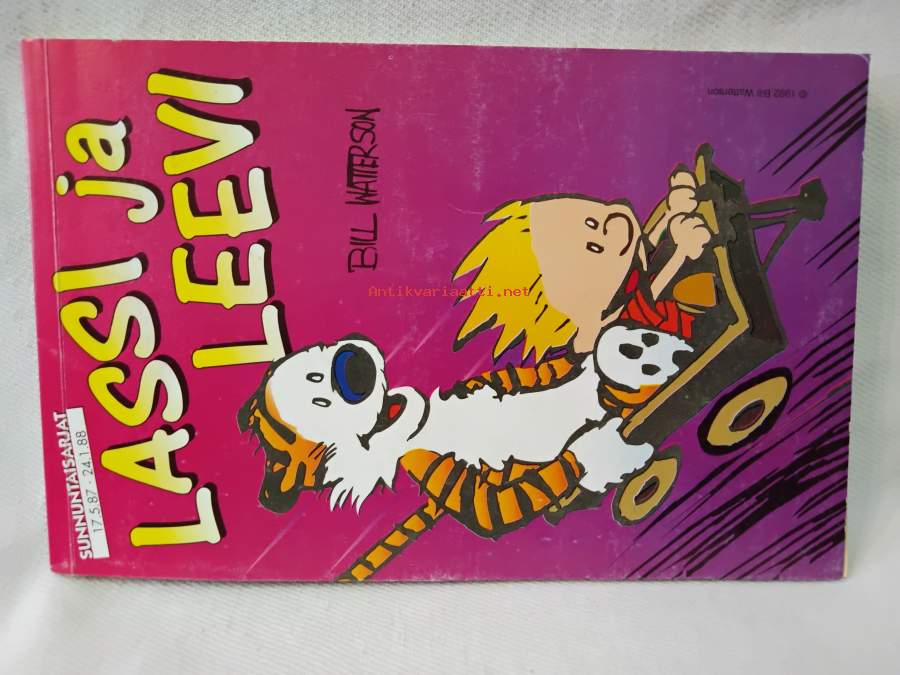 SUNNUNTAISARJAT
17.5.87 - 24.1.88
LASSI ja
LEEVI
BILL WATTERSON
© 1992 Bill Watterson
Antikvariaatti.net